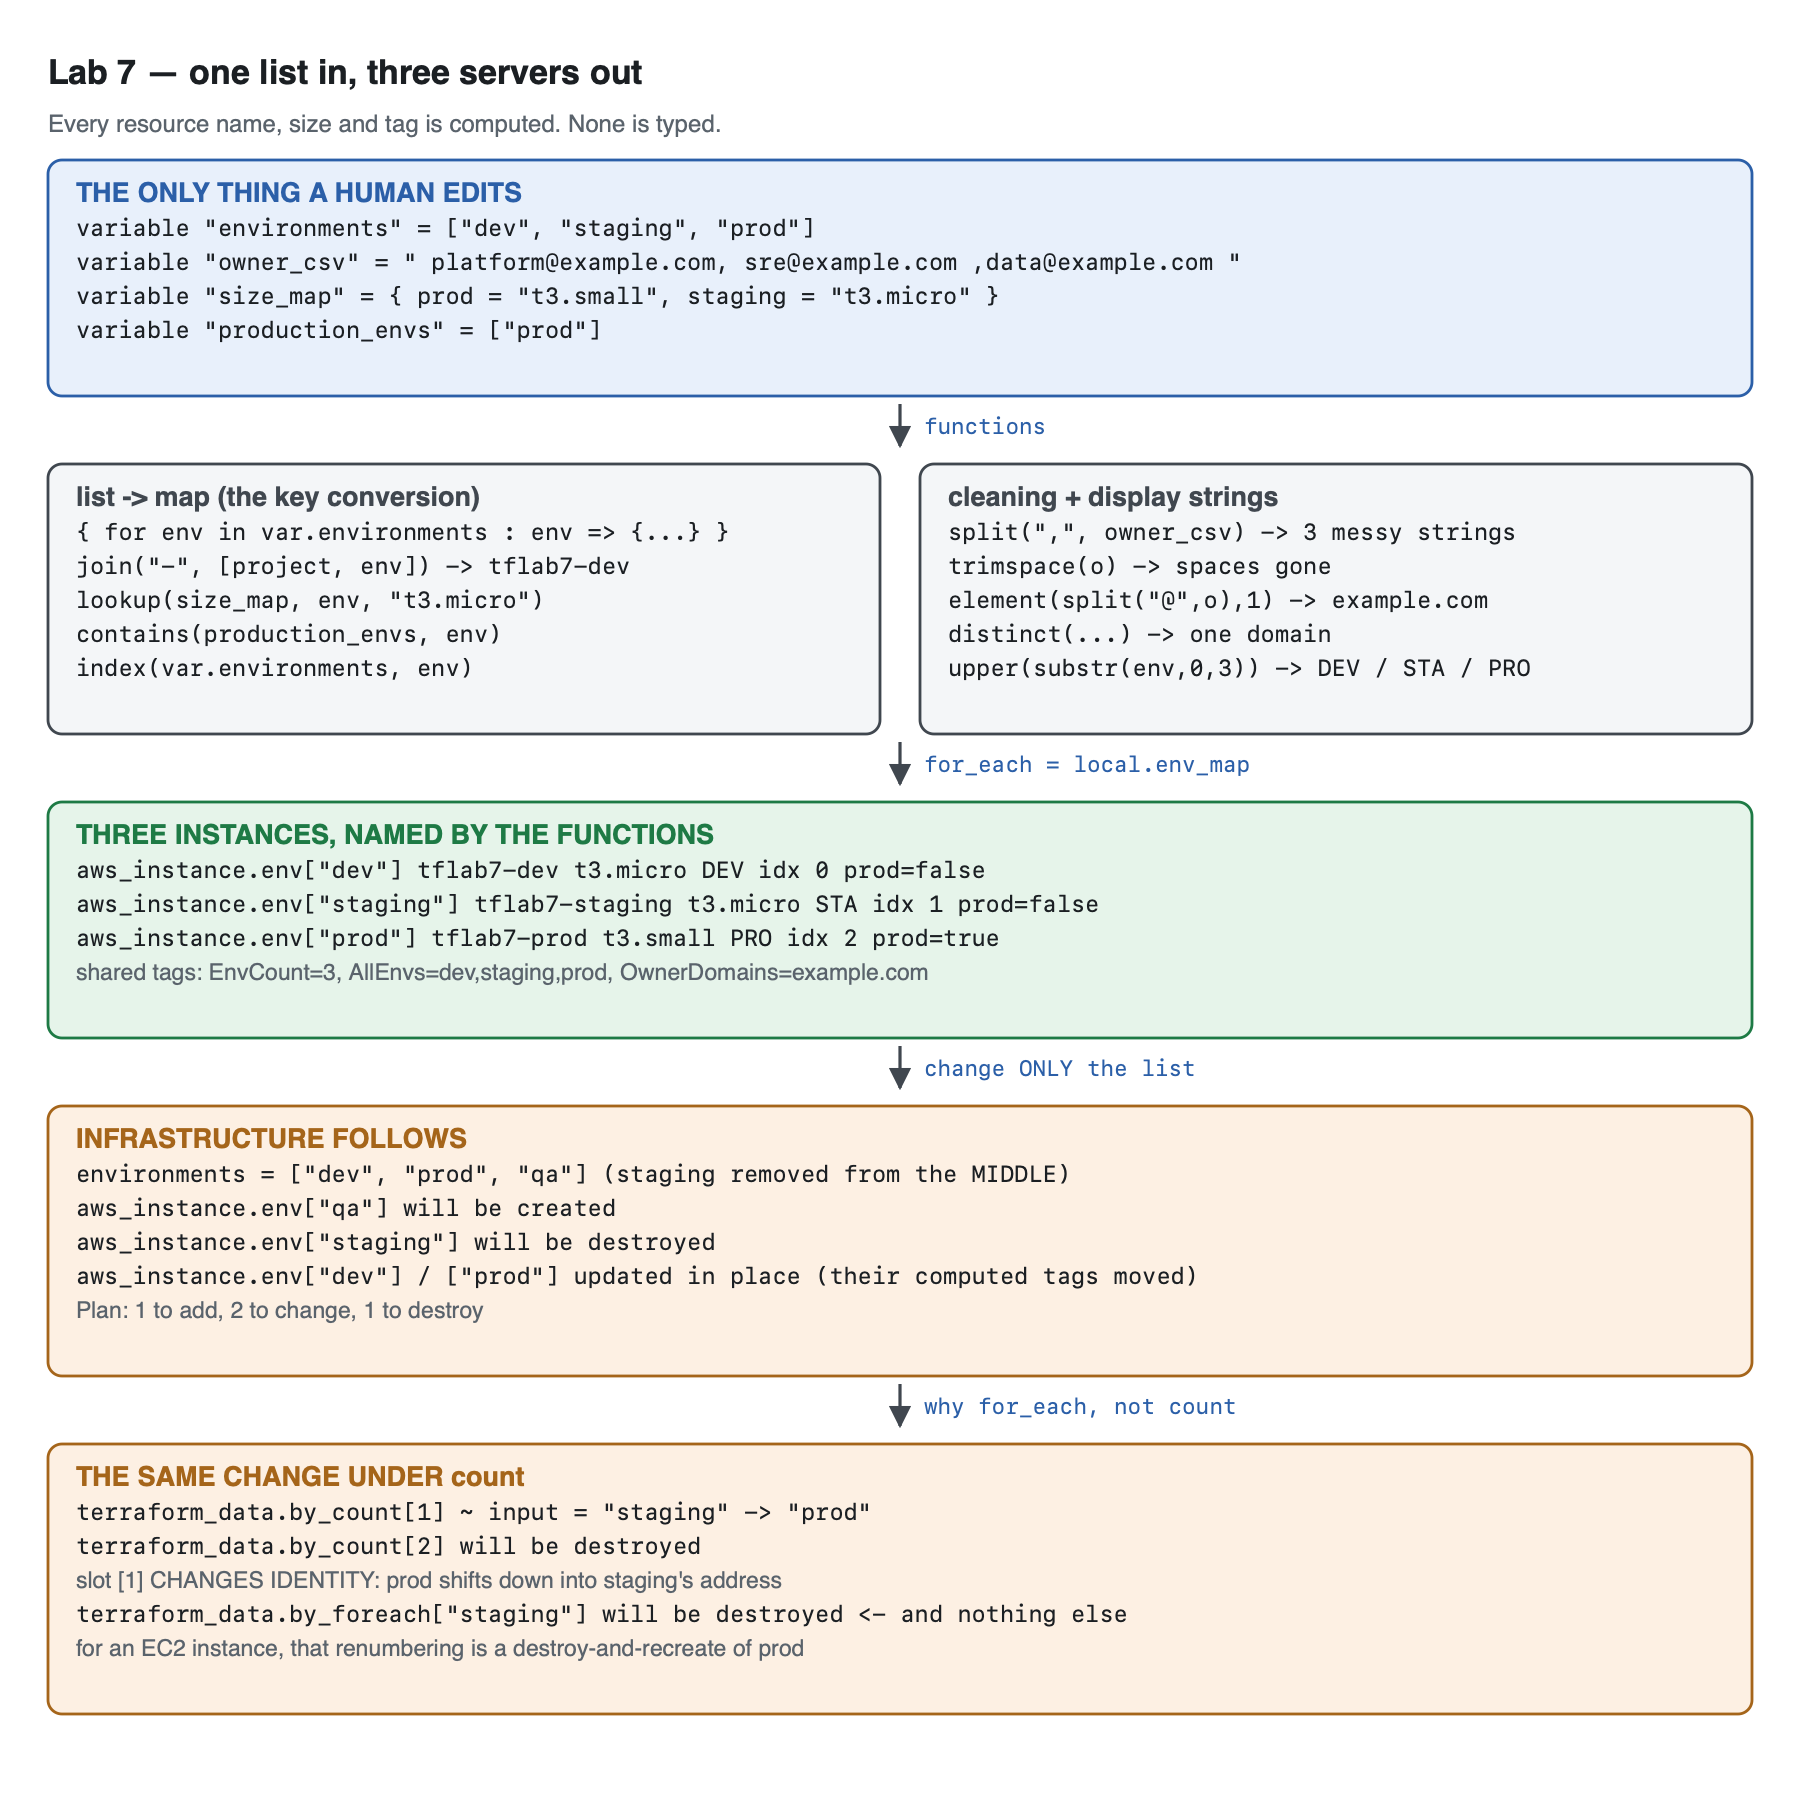 Lab 7 — one list in, three servers out
Every resource name, size and tag is computed. None is typed.
THE ONLY THING A HUMAN EDITS
variable "environments" = ["dev", "staging", "prod"]
variable "owner_csv" = " platform@example.com, sre@example.com ,data@example.com "
variable "size_map" = { prod = "t3.small", staging = "t3.micro" }
variable "production_envs" = ["prod"]
functions
list -> map (the key conversion)
{ for env in var.environments : env => {...} }
join("-", [project, env]) -> tflab7-dev
lookup(size_map, env, "t3.micro")
contains(production_envs, env)
index(var.environments, env)
cleaning + display strings
split(",", owner_csv) -> 3 messy strings
trimspace(o) -> spaces gone
element(split("@",o),1) -> example.com
distinct(...) -> one domain
upper(substr(env,0,3)) -> DEV / STA / PRO
for_each = local.env_map
THREE INSTANCES, NAMED BY THE FUNCTIONS
aws_instance.env["dev"] tflab7-dev t3.micro DEV idx 0 prod=false
aws_instance.env["staging"] tflab7-staging t3.micro STA idx 1 prod=false
aws_instance.env["prod"] tflab7-prod t3.small PRO idx 2 prod=true
shared tags: EnvCount=3, AllEnvs=dev,staging,prod, OwnerDomains=example.com
change ONLY the list
INFRASTRUCTURE FOLLOWS
environments = ["dev", "prod", "qa"] (staging removed from the MIDDLE)
aws_instance.env["qa"] will be created
aws_instance.env["staging"] will be destroyed
aws_instance.env["dev"] / ["prod"] updated in place (their computed tags moved)
Plan: 1 to add, 2 to change, 1 to destroy
why for_each, not count
THE SAME CHANGE UNDER count
terraform_data.by_count[1] ~ input = "staging" -> "prod"
terraform_data.by_count[2] will be destroyed
slot [1] CHANGES IDENTITY: prod shifts down into staging's address
terraform_data.by_foreach["staging"] will be destroyed <- and nothing else
for an EC2 instance, that renumbering is a destroy-and-recreate of prod